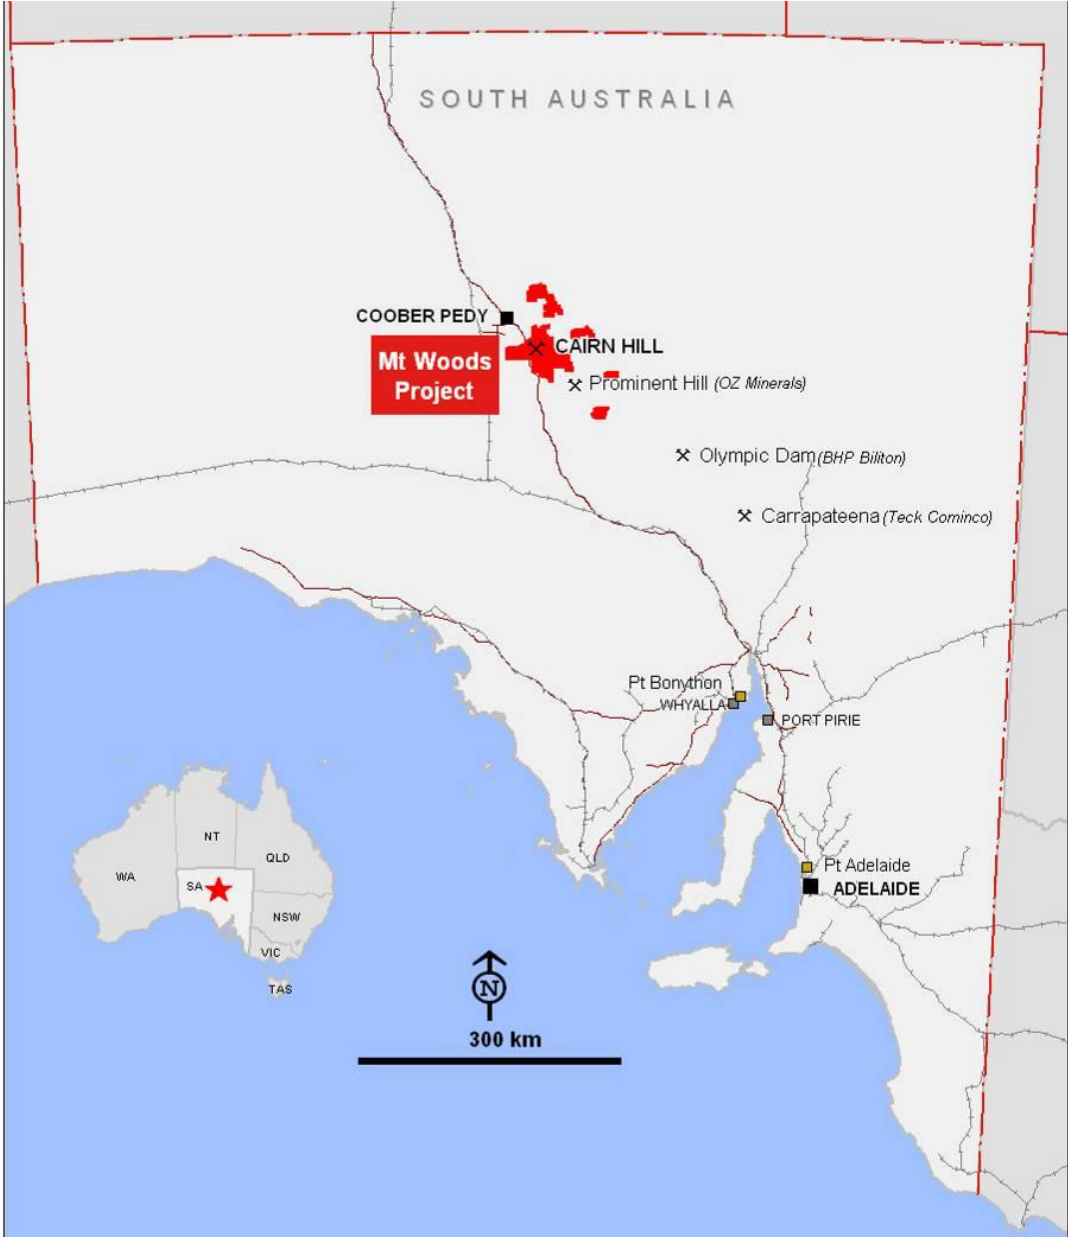 SOUTH AUSTRALIA
COOBER PEDY
Mt Woods
Project
CAIRN HILL
Prominent Hill (OZ Minerals)
Olympic Dam (BHP Biliton)
Carrapateena (Teck Cominco)
Pt Bonython
WHYALLA
PORT PIRIE
Pt Adelaide
ADELAIDE
NT
QLD
WA
SA
NSW
VIC
TAS
N
300 km